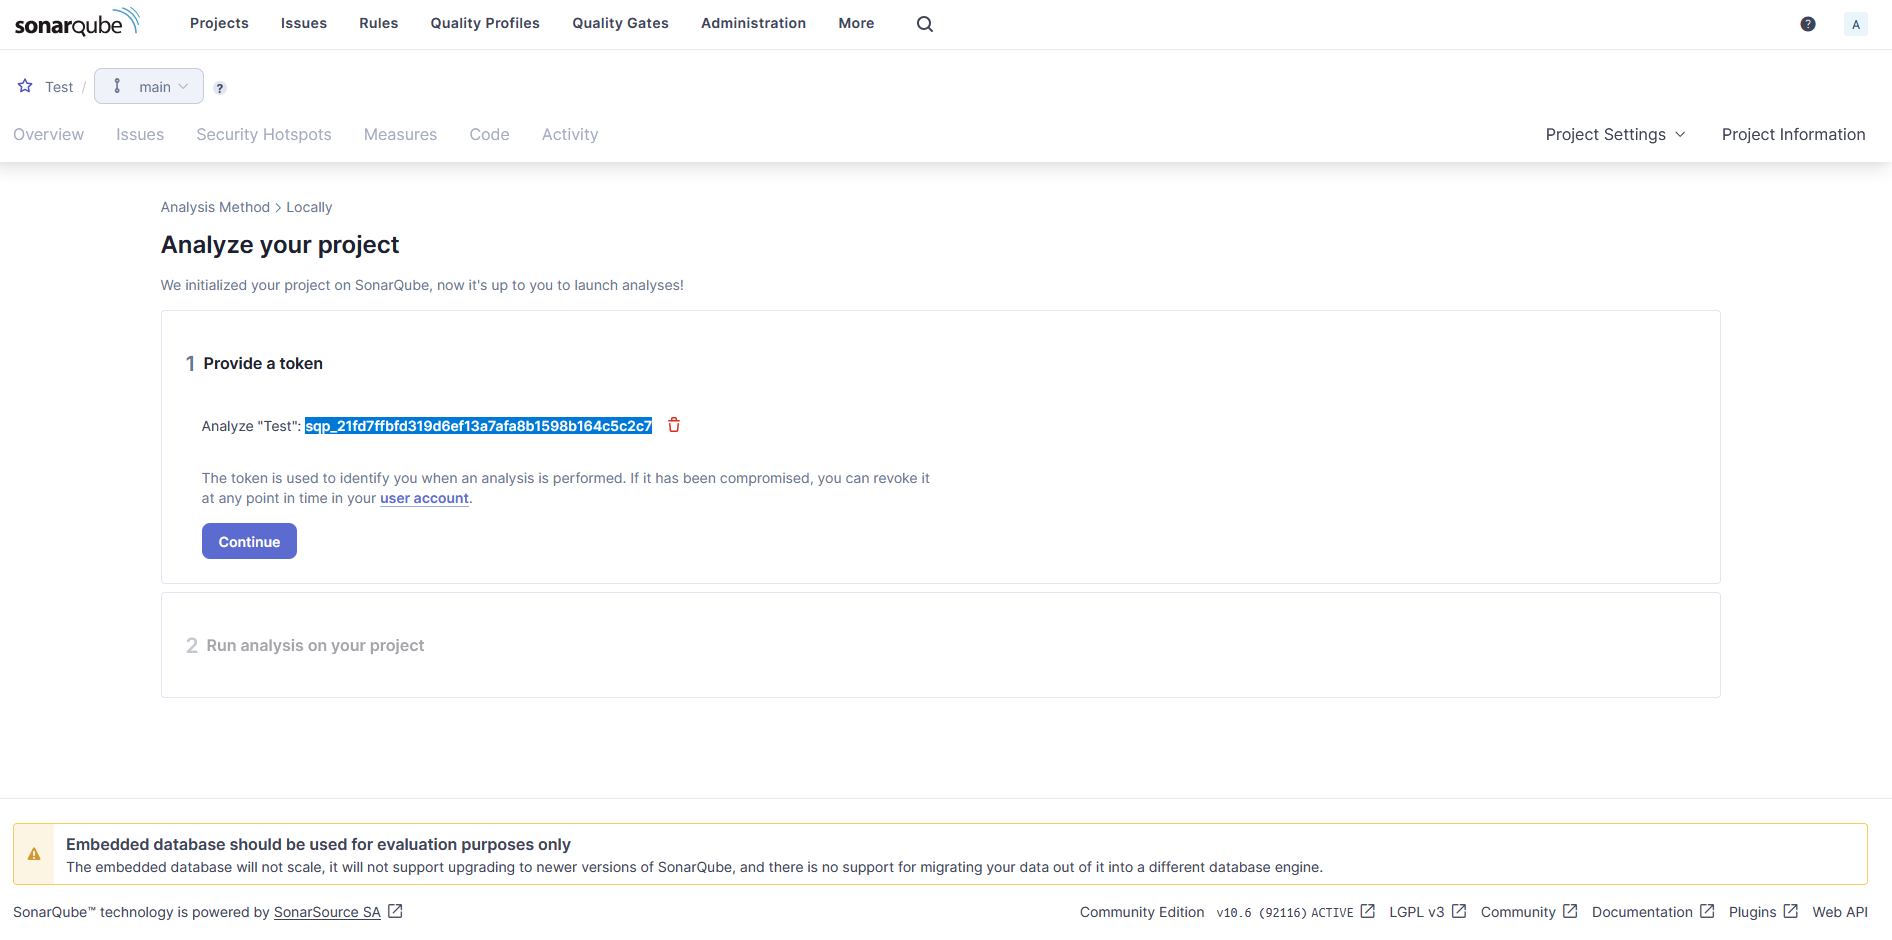 sonarqube
Projects Issues Rules Quality Profiles Quality Gates Administration More
? A
Test / main ?
Overview Issues Security Hotspots Measures Code Activity Project Settings Project Information
Analysis Method > Locally
Analyze your project
We initialized your project on SonarQube, now it's up to you to launch analyses!
1 Provide a token
Analyze "Test": sqp_21fd7ffbfd319d6ef13a7afa8b1598b164c5c2c7
The token is used to identify you when an analysis is performed. If it has been compromised, you can revoke it
at any point in time in your user account.
Continue
2 Run analysis on your project
Embedded database should be used for evaluation purposes only
The embedded database will not scale, it will not support upgrading to newer versions of SonarQube, and there is no support for migrating your data out of it into a different database engine.
SonarQube™ technology is powered by SonarSource SA
Community Edition v10.6 (92116) ACTIVE LGPL v3 Community Documentation Plugins Web API